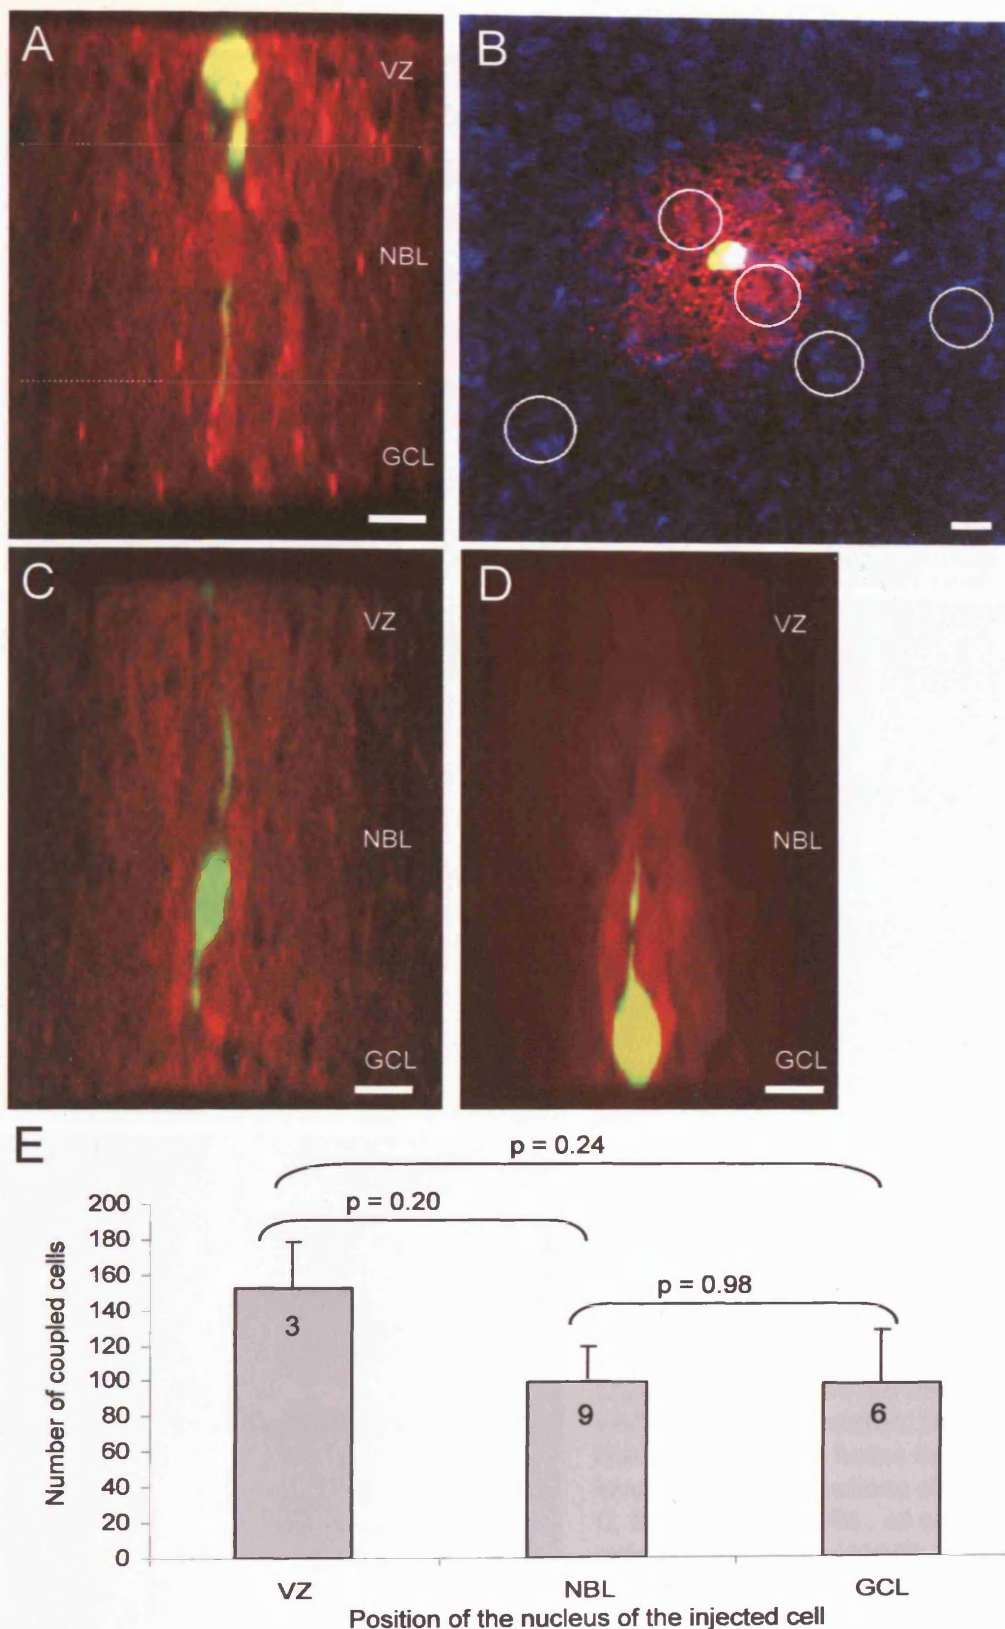 A
VZ
NBL
GCL
B
C
VZ
NBL
GCL
D
VZ
NBL
GCL
E
p = 0.24
p = 0.20
p = 0.98
Number of coupled cells
200
180
160
140
120
100
80
60
40
20
0
3
9
6
VZ
NBL
GCL
Position of the nucleus of the injected cell